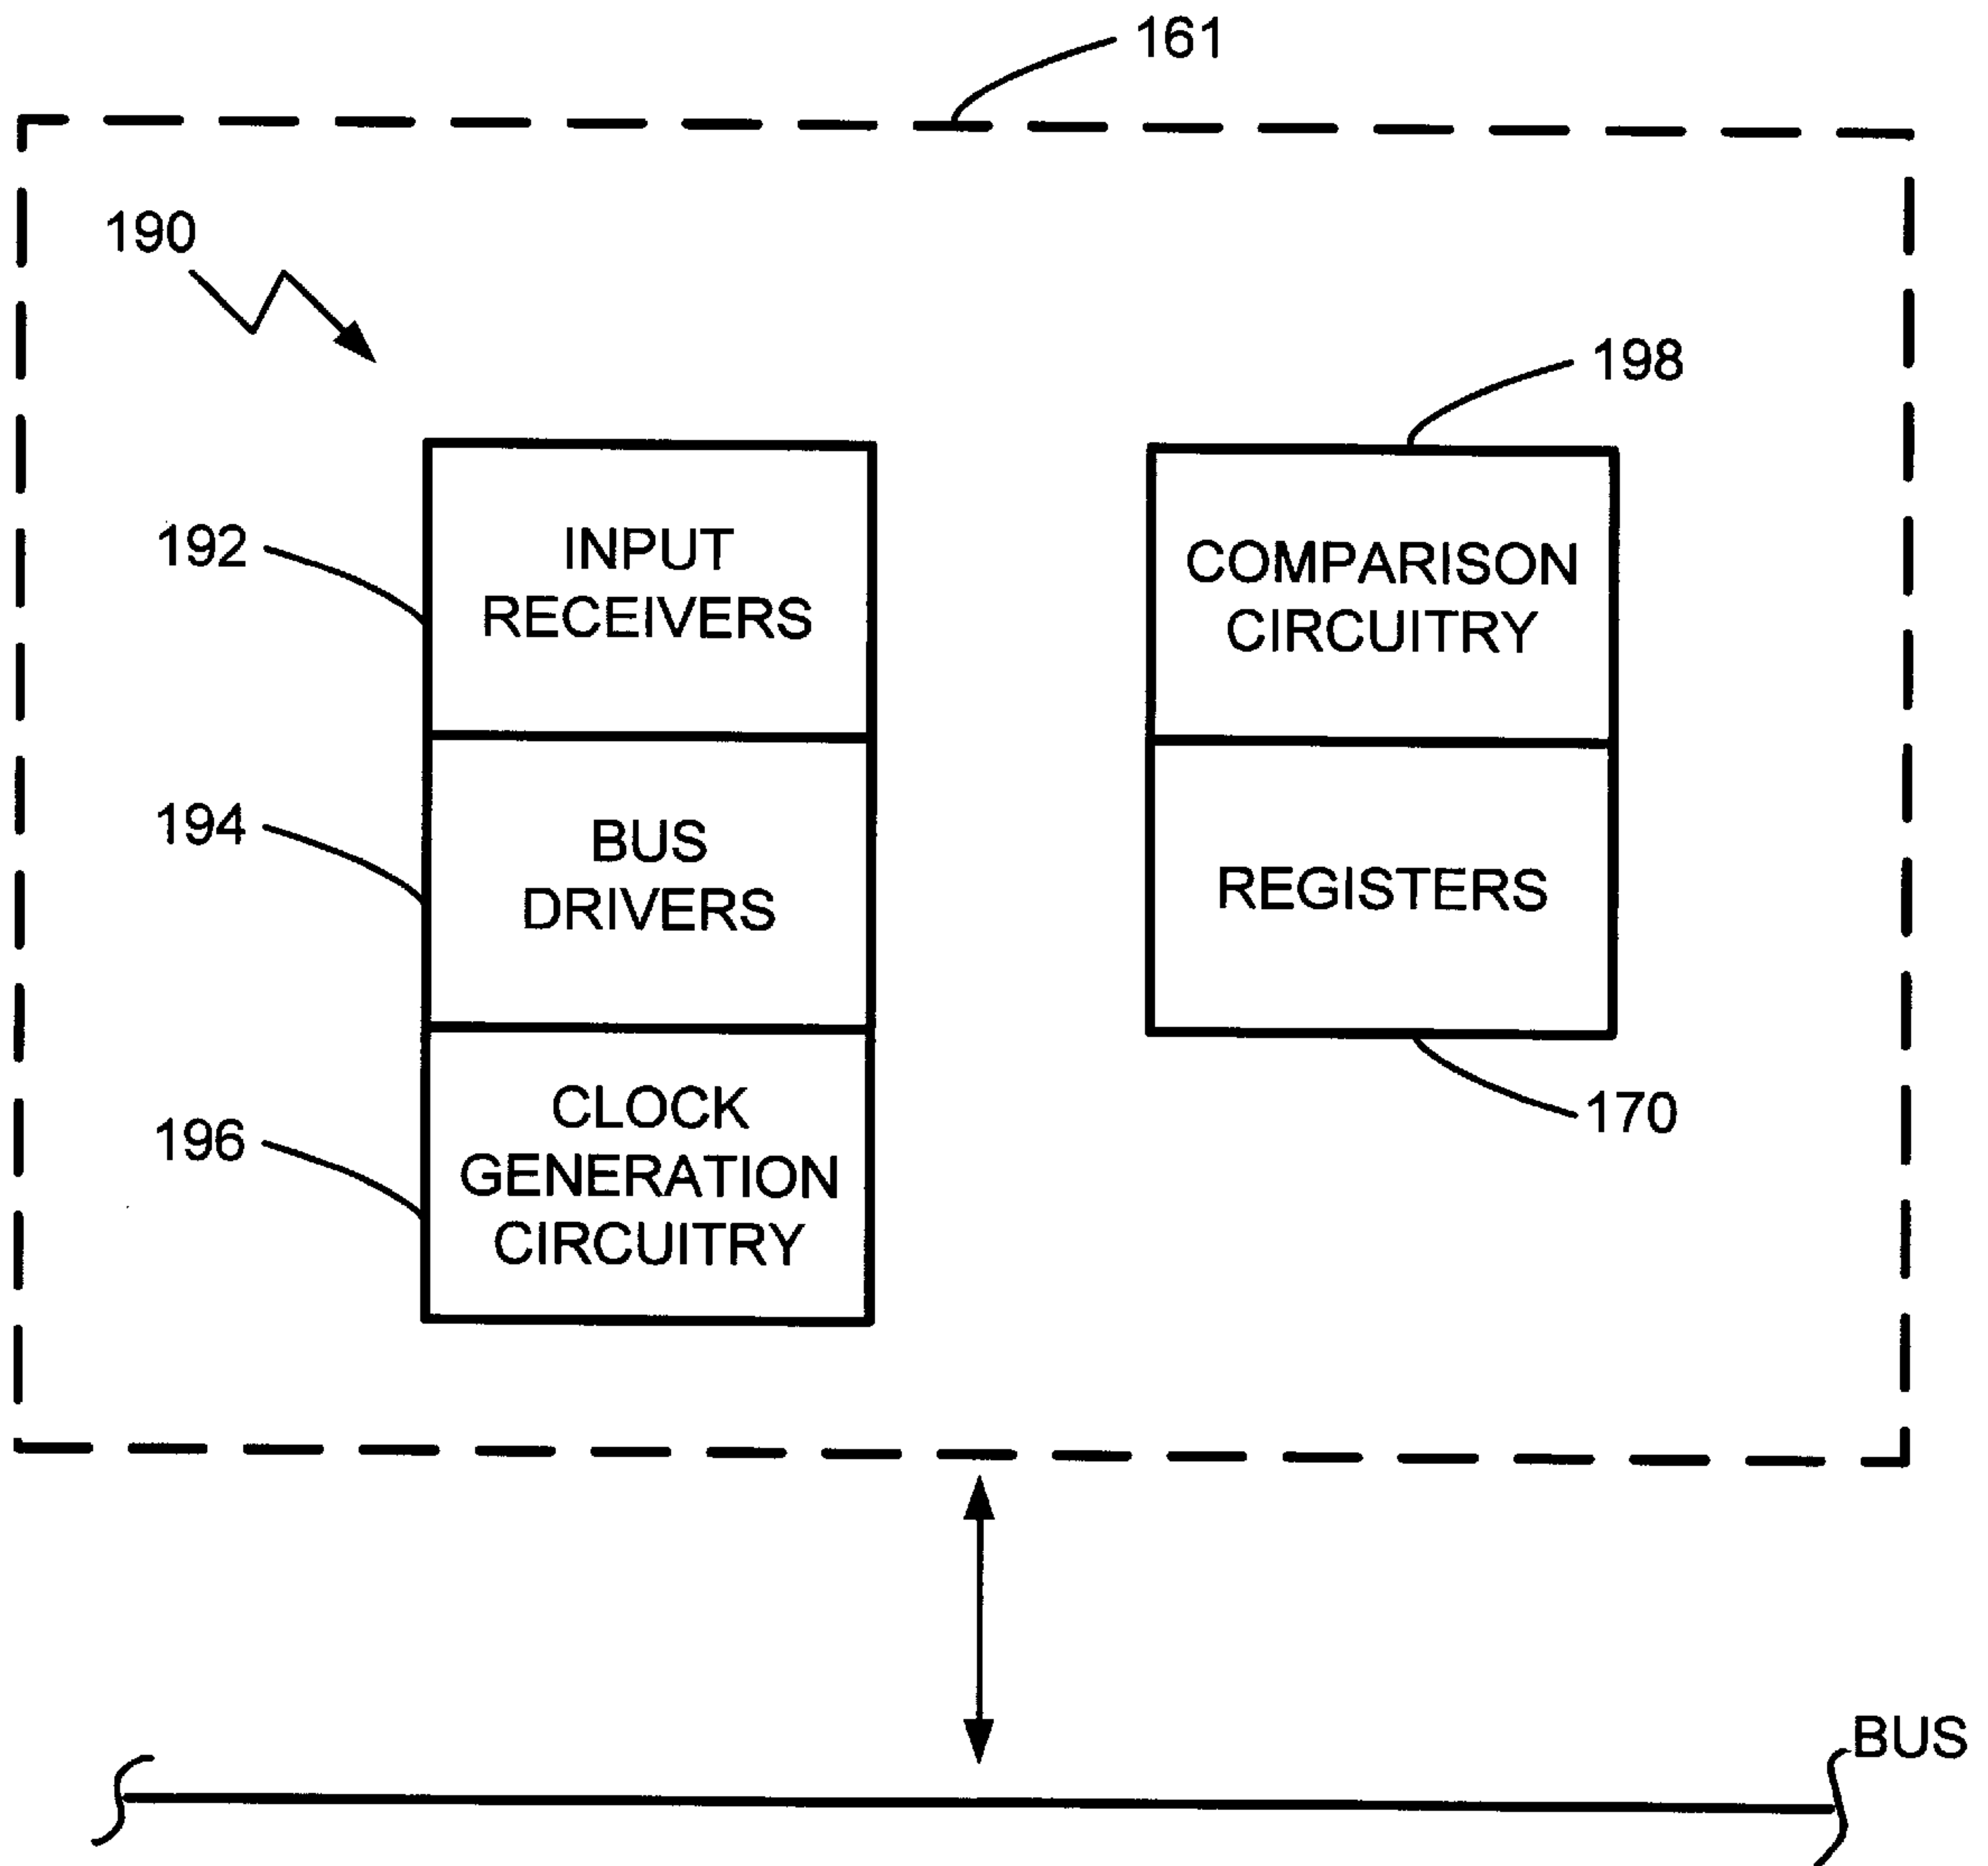 161
190
198
192
INPUT
RECEIVERS
COMPARISON
CIRCUITRY
194
BUS
DRIVERS
REGISTERS
196
CLOCK
GENERATION
CIRCUITRY
170
BUS